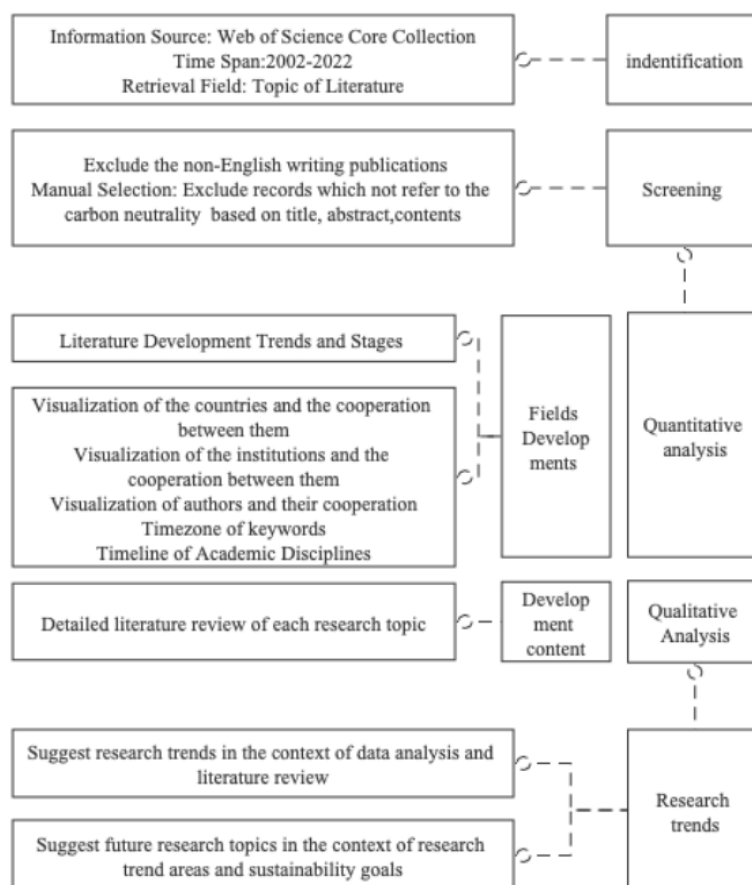 Information Source: Web of Science Core Collection
Time Span:2002-2022
Retrieval Field: Topic of Literature
indentification
Exclude the non-English writing publications
Manual Selection: Exclude records which not refer to the
carbon neutrality based on title, abstract,contents
Screening
Literature Development Trends and Stages
Visualization of the countries and the cooperation
between them
Visualization of the institutions and the
cooperation between them
Visualization of authors and their cooperation
Timezone of keywords
Timeline of Academic Disciplines
Fields
Develop
ments
Quantitative
analysis
Detailed literature review of each research topic
Develop
ment
content
Qualitative
Analysis
Suggest research trends in the context of data analysis and
literature review
Suggest future research topics in the context of research
trend areas and sustainability goals
Research
trends